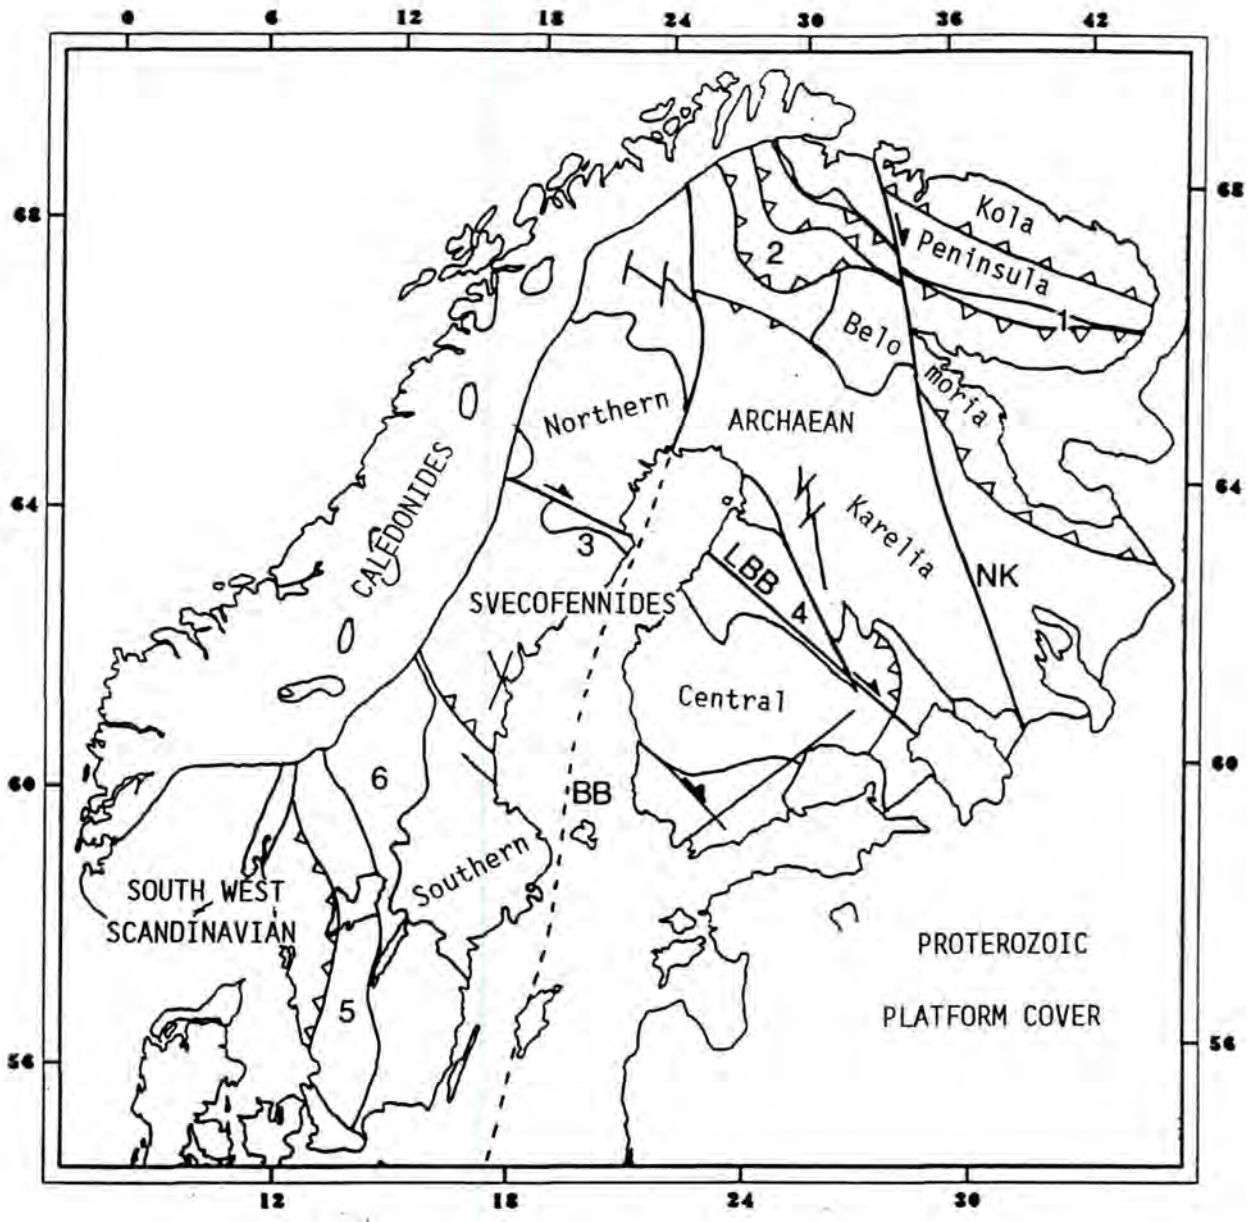 0 6 12 18 24 30 36 42
68 68
Kola
Peninsula
2
1
Belo
moria
Northern
ARCHAEAN
CALEDONIDES
64 64
Karelia
3
LBB
NK
SVECOFENNIDES
4
Central
6
60 60
BB
Southern
SOUTH WEST
SCANDINAVIAN
PROTEROZOIC
5
PLATFORM COVER
56 56
12 18 24 30